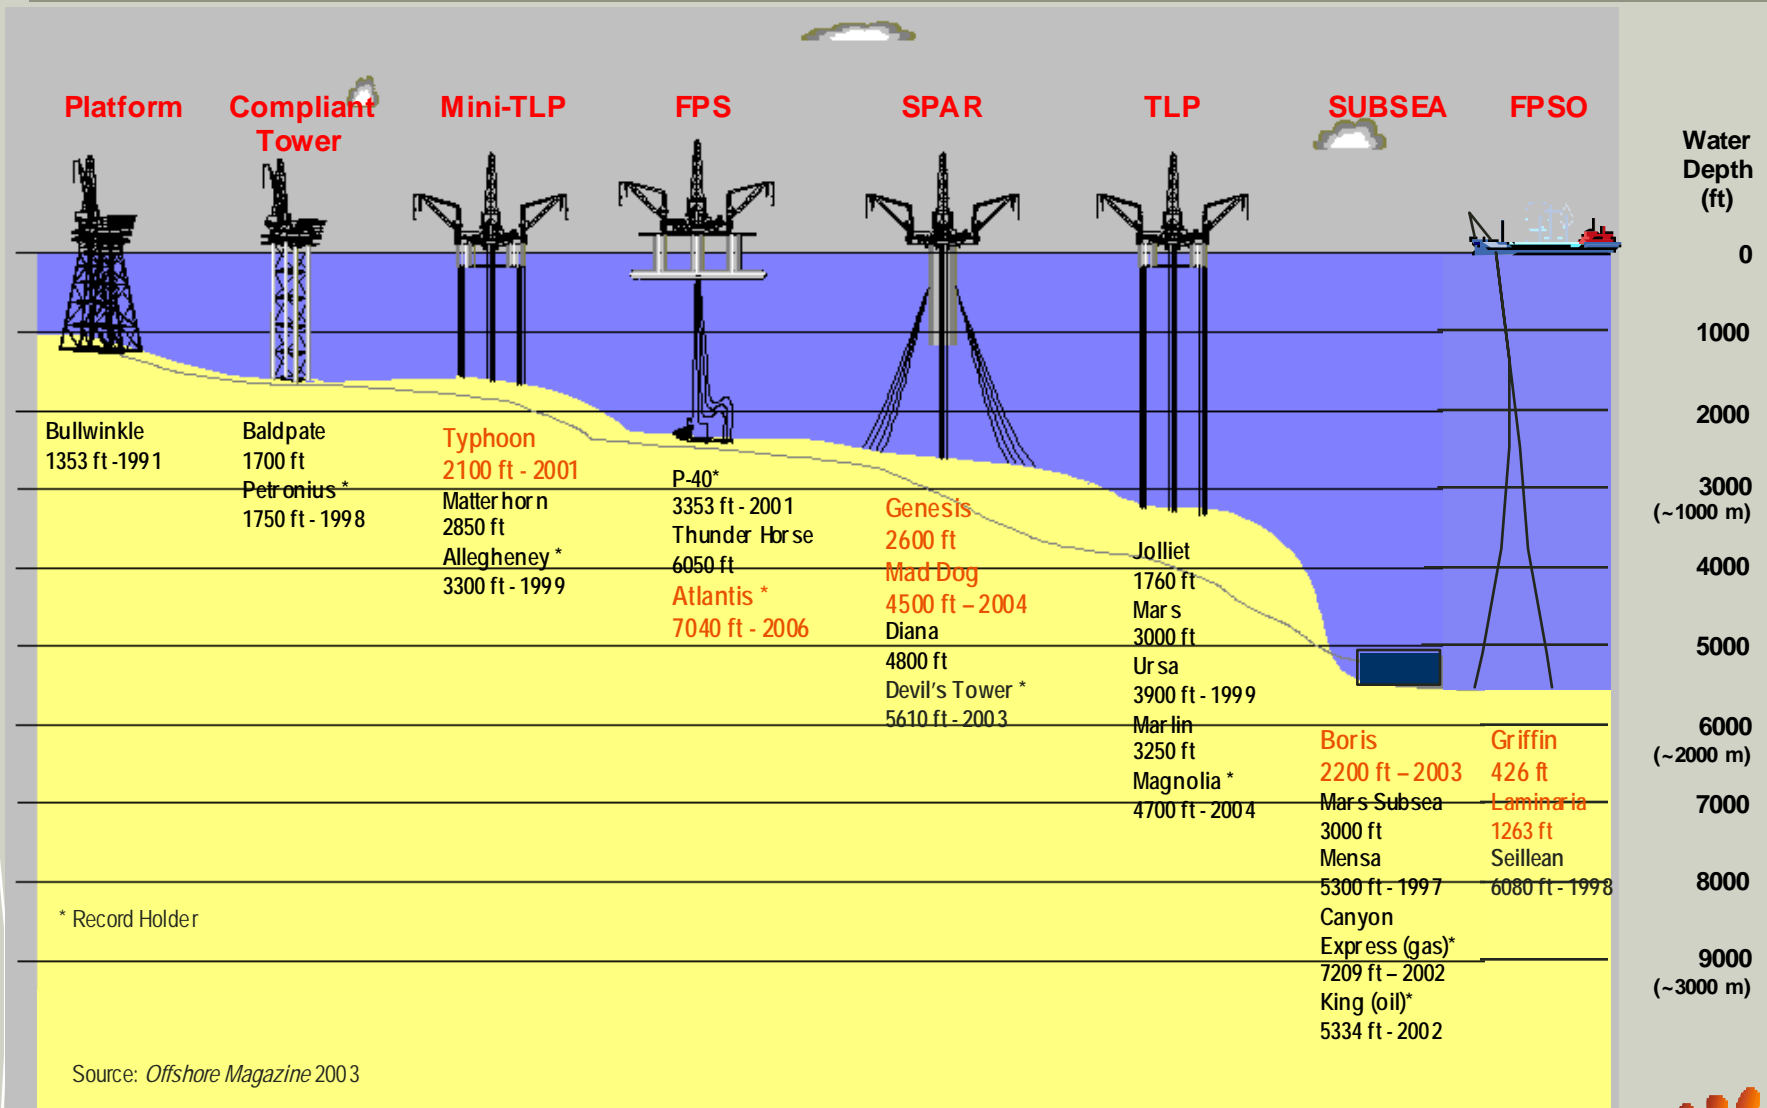 Platform
Compliant
Tower
Mini-TLP
FPS
SPAR
TLP
SUBSEA
FPSO
Water
Depth
(ft)
0
1000
2000
3000
(~1000 m)
4000
5000
6000
(~2000 m)
7000
8000
9000
(~3000 m)
Bullwinkle
1353 ft -1991
Baldpate
1700 ft
Petronius *
1750 ft - 1998
Typhoon
2100 ft - 2001
Matterhorn
2850 ft
Allegheney *
3300 ft - 1999
P-40*
3353 ft - 2001
Thunder Horse
6050 ft
Atlantis *
7040 ft - 2006
Genesis
2600 ft
Mad Dog
4500 ft – 2004
Diana
4800 ft
Devil's Tower *
5610 ft - 2003
Jolliet
1760 ft
Mars
3000 ft
Ursa
3900 ft - 1999
Marlin
3250 ft
Magnolia *
4700 ft - 2004
Boris
2200 ft – 2003
Mars Subsea
3000 ft
Mensa
5300 ft - 1997
Canyon
Express (gas)*
7209 ft – 2002
King (oil)*
5334 ft - 2002
Griffin
426 ft
Laminaria
1263 ft
Seillean
6080 ft - 1998
* Record Holder
Source: Offshore Magazine 2003